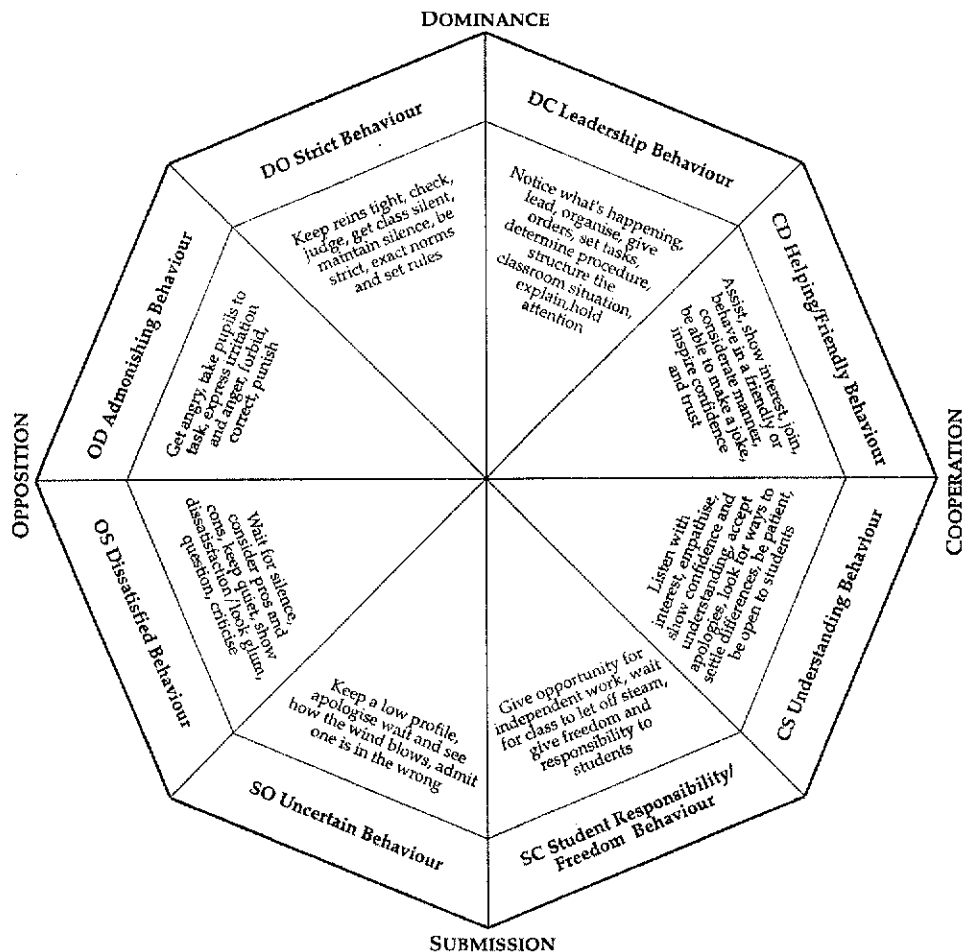 DOMINANCE
DO Strict Behaviour
Keep reins tight, check,
judge, get class silent,
maintain silence, be
strict, exact norms
and set rules
DC Leadership Behaviour
Notice what's happening,
lead, organise, give
orders, set tasks,
determine procedure,
structure the
classroom situation,
explain,hold
attention
OD Admonishing Behaviour
Get angry, take pupils to
task, express irritation
and anger, forbid,
correct, punish
CD Helping/Friendly Behaviour
Assist, show interest, join,
behave in a friendly or
considerate manner,
be able to make a joke,
inspire confidence
and trust
OPPOSITION
COOPERATION
OS Dissatisfied Behaviour
Wait for silence,
consider pros and
cons, keep quiet, show
dissatisfaction/look glum,
question, criticise
CS Understanding Behaviour
Listen with
interest, empathise,
show confidence and
understanding, accept
apologies, look for ways to
settle differences, be patient,
be open to students
SO Uncertain Behaviour
Keep a low profile,
apologise wait and see
how the wind blows, admit
one is in the wrong
SC Student Responsibility/
Freedom Behaviour
Give opportunity for
independent work, wait
for class to let off steam,
give freedom and
responsibility to
students
SUBMISSION